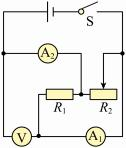 S
A₂
R₁ R₂
V A₁